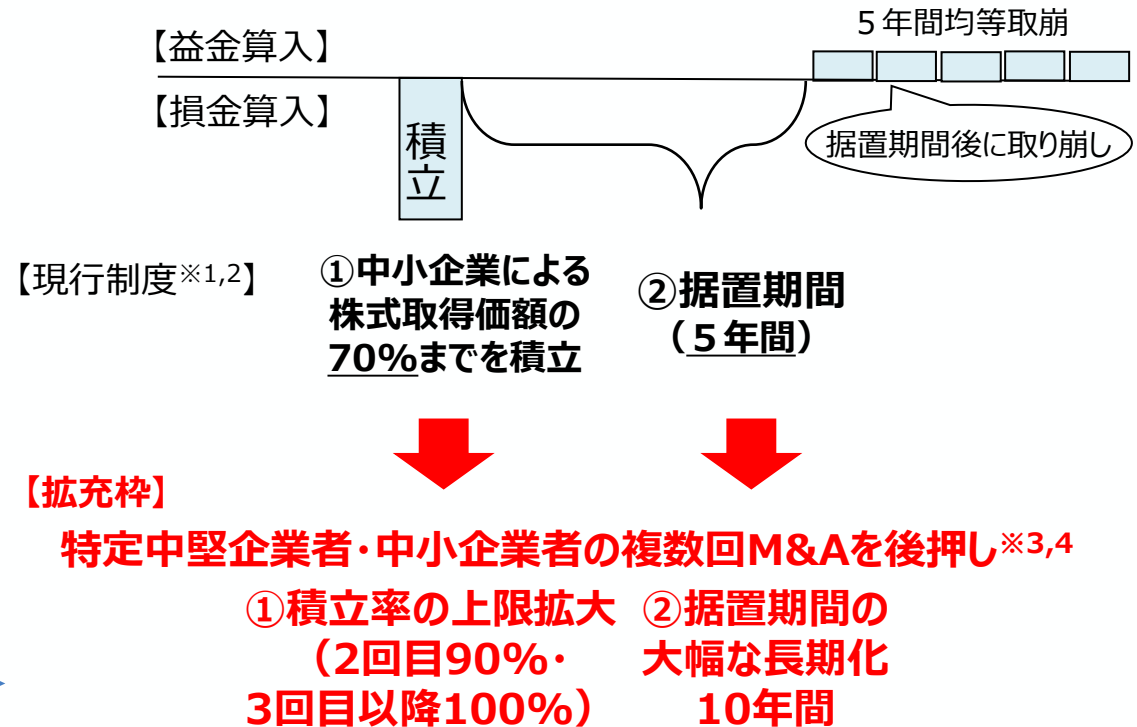 ５年間均等取崩
【益金算入】
【損金算入】
積立
据置期間後に取り崩し
【現行制度※1,2】
①中小企業による
株式取得価額の
70%までを積立
②据置期間
（５年間）
【拡充枠】
特定中堅企業者・中小企業者の複数回M&Aを後押し※3,4
①積立率の上限拡大
（2回目90%・
3回目以降100%）
②据置期間の
大幅な長期化
10年間